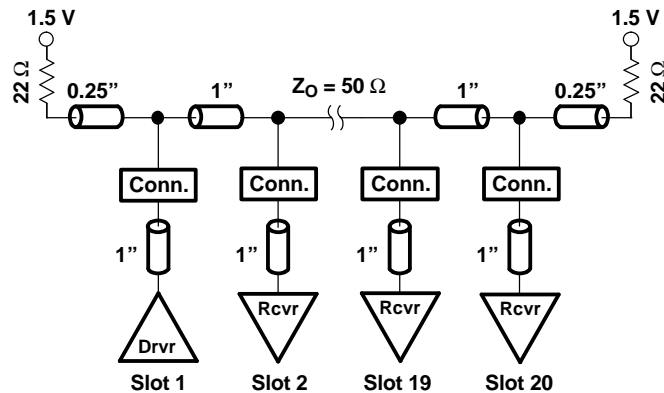 1.5 V
1.5 V
22 Ω
0.25”
1”
Z_O = 50 Ω
1”
0.25”
22 Ω
Conn.
Conn.
Conn.
Conn.
1”
1”
1”
1”
Drvr
Rcvr
Rcvr
Rcvr
Slot 1
Slot 2
Slot 19
Slot 20